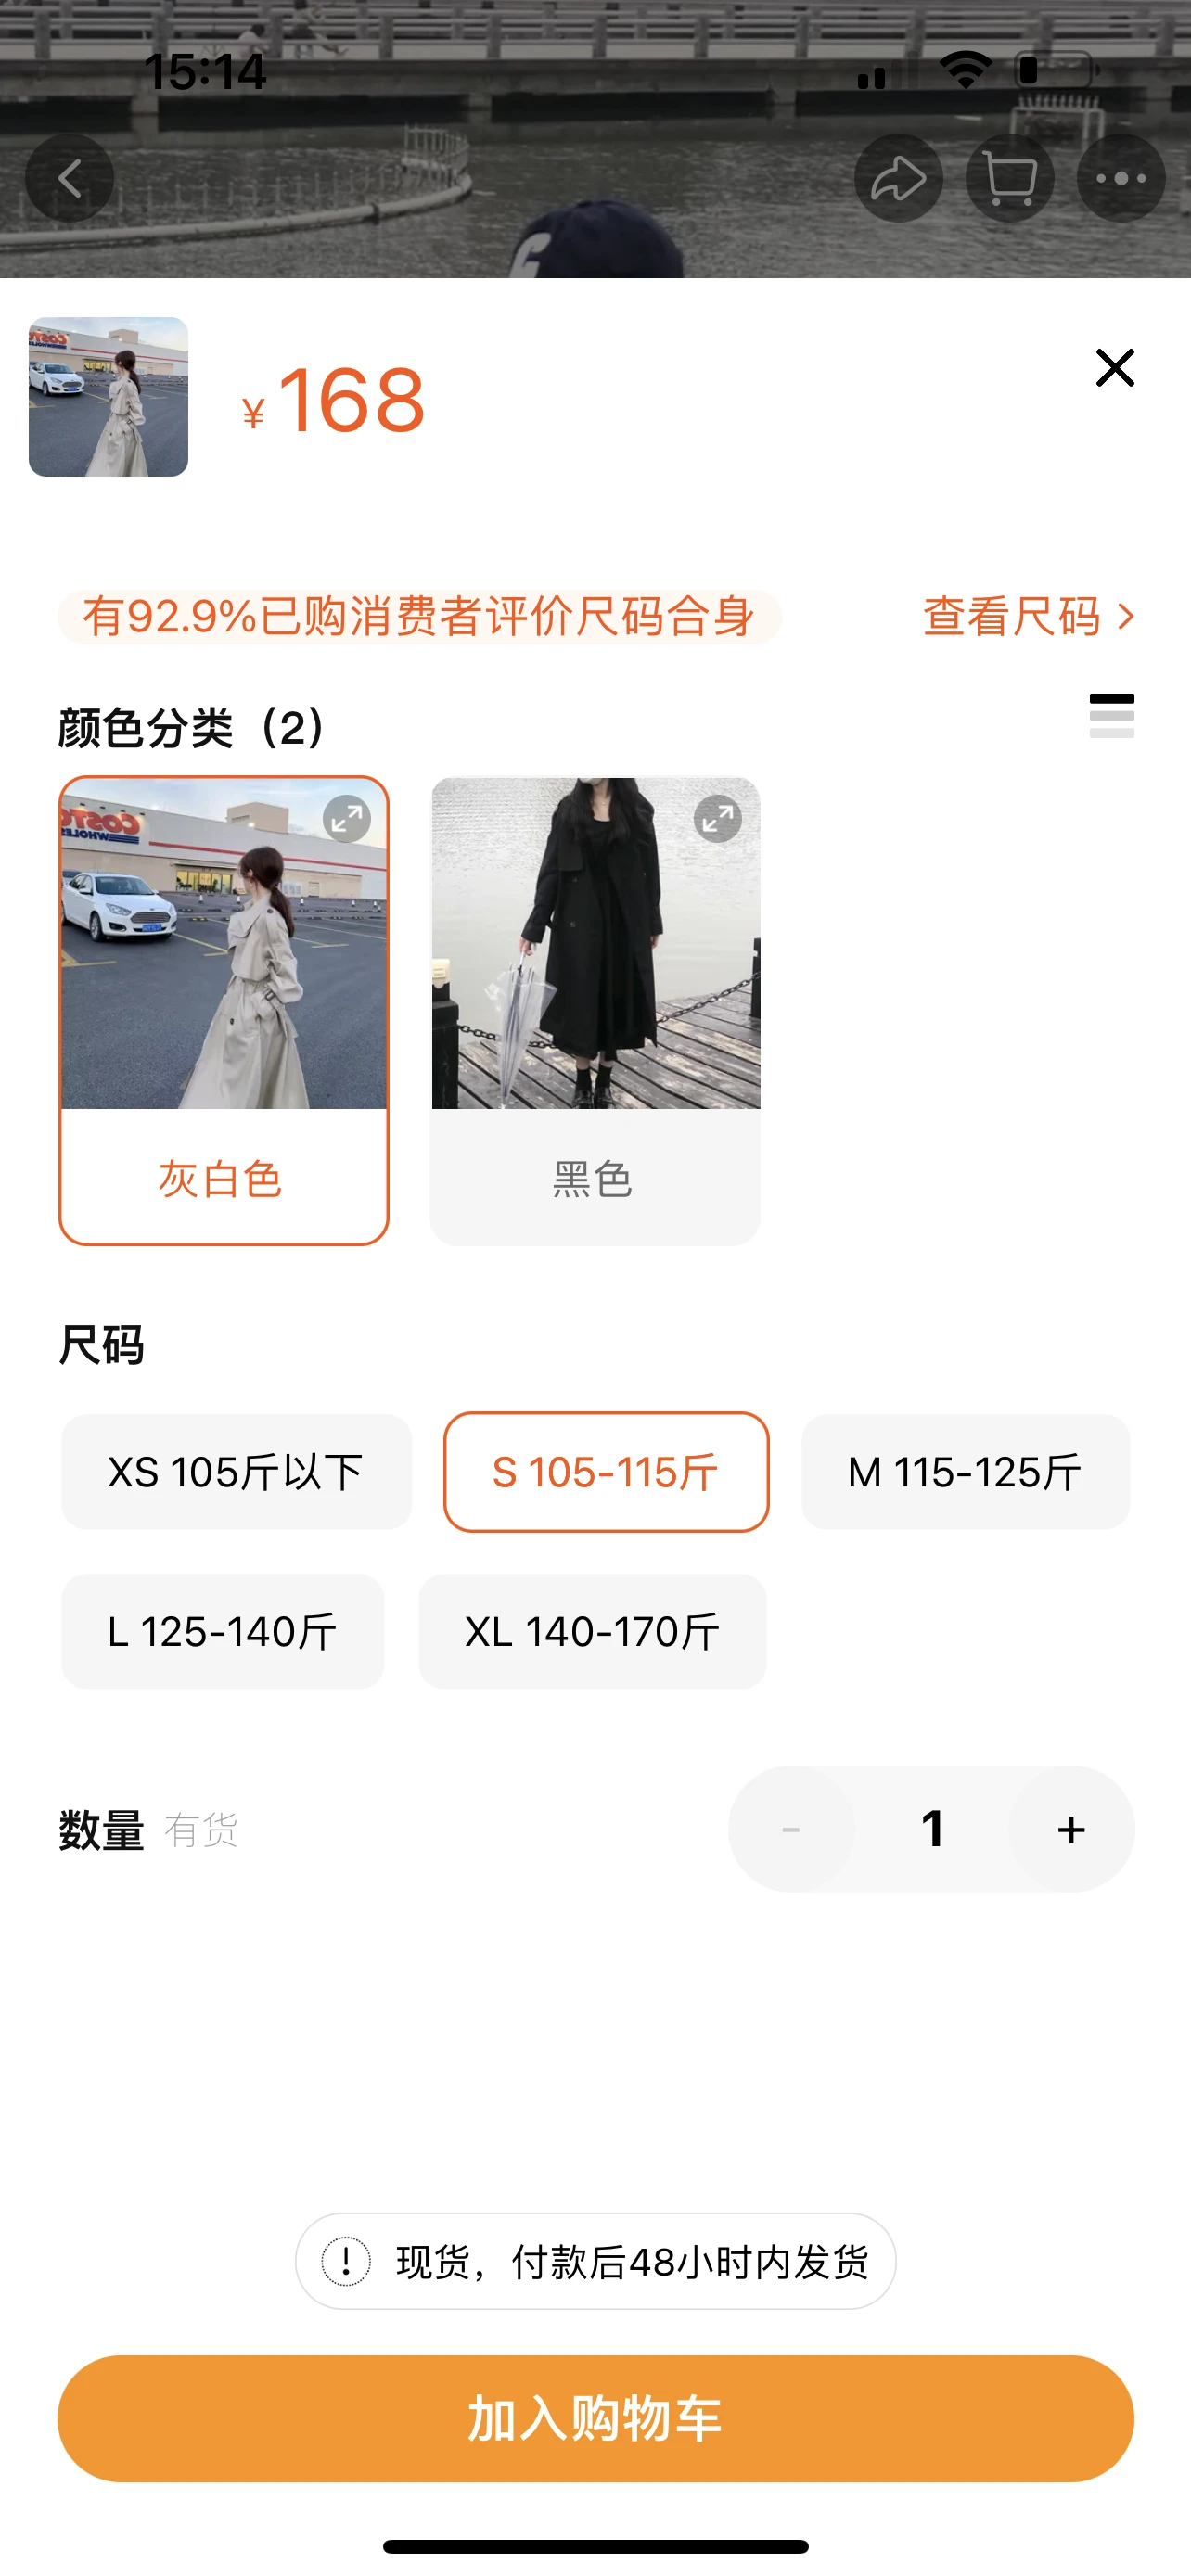 15:14
¥168
有92.9%已购消费者评价尺码合身
查看尺码 >
颜色分类（2）
COSTCO
WHOLES
灰白色
黑色
尺码
XS 105斤以下
S 105-115斤
M 115-125斤
L 125-140斤
XL 140-170斤
数量 有货
- 1 +
现货，付款后48小时内发货
加入购物车